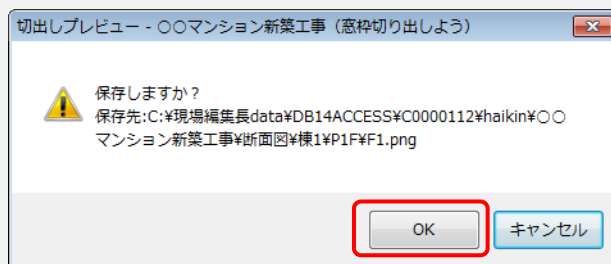 切出しプレビュー - ○○マンション新築工事（窓枠切り出しよう）
保存しますか？
保存先:C:¥現場編集長data¥DB14ACCESS¥C0000112¥haikin¥○○
マンション新築工事¥断面図¥棟1¥P1F¥F1.png
OK
キャンセル